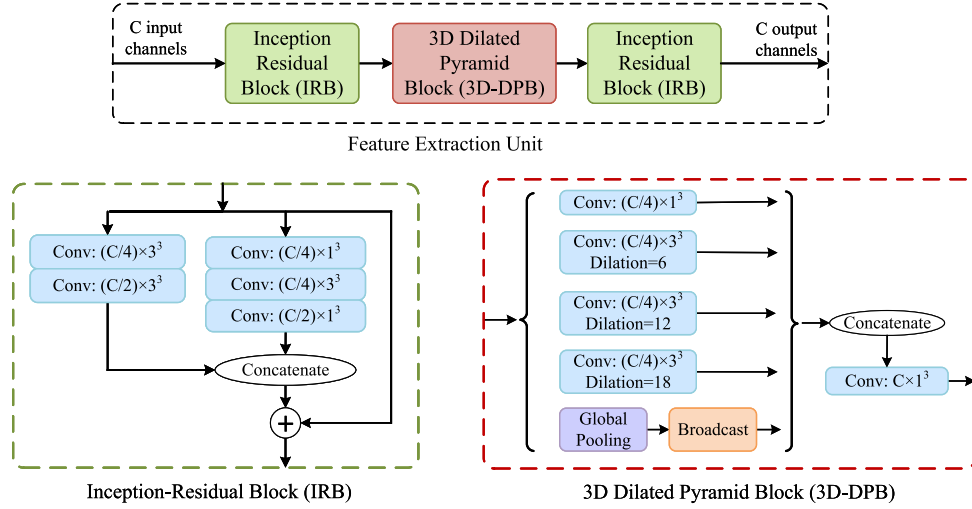 C input
channels
Inception
Residual
Block (IRB)
3D Dilated
Pyramid
Block (3D-DPB)
Inception
Residual
Block (IRB)
C output
channels
Feature Extraction Unit
Conv: (C/4)×3³
Conv: (C/2)×3³
Conv: (C/4)×1³
Conv: (C/4)×3³
Conv: (C/2)×1³
Concatenate
+
Inception-Residual Block (IRB)
Conv: (C/4)×1³
Conv: (C/4)×3³
Dilation=6
Conv: (C/4)×3³
Dilation=12
Conv: (C/4)×3³
Dilation=18
Global
Pooling
Broadcast
Concatenate
Conv: C×1³
3D Dilated Pyramid Block (3D-DPB)